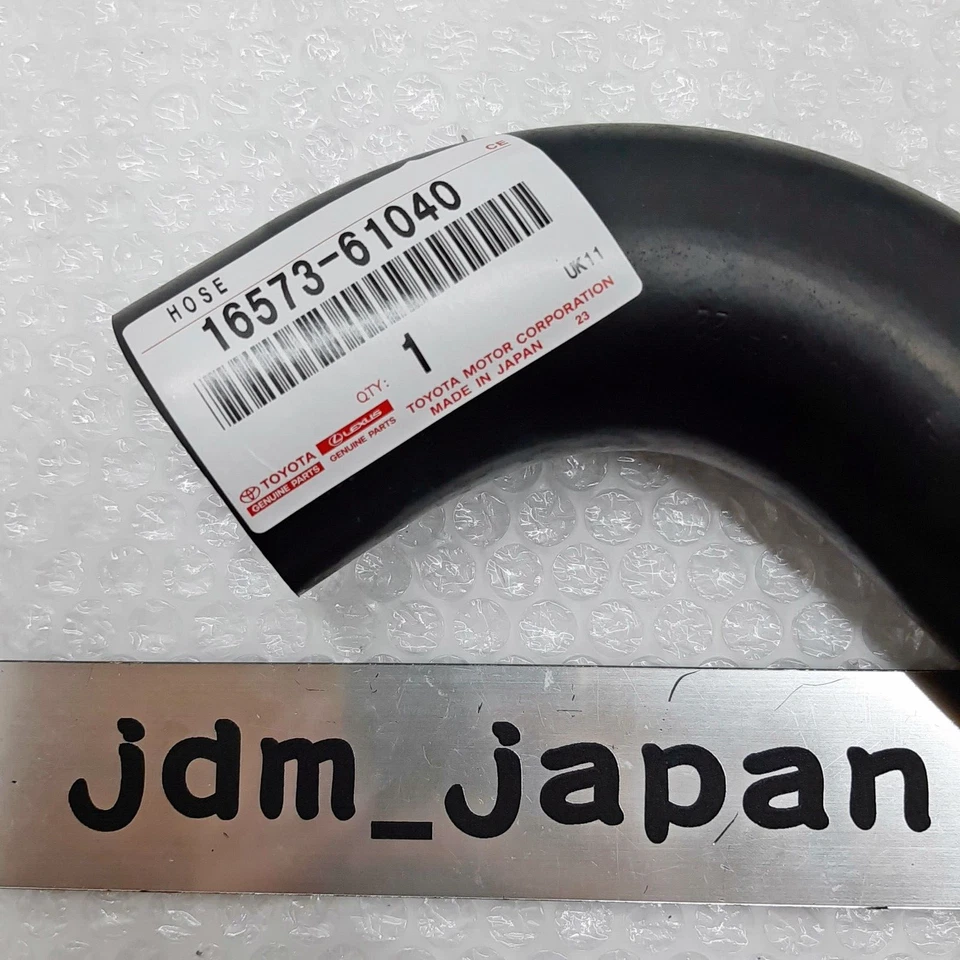 CE
HOSE
16573-61040
UK11
QTY: 1
TOYOTA MOTOR CORPORATION
MADE IN JAPAN 23
TOYOTA
GENUINE PARTS
LEXUS
GENUINE PARTS
jdm_japan